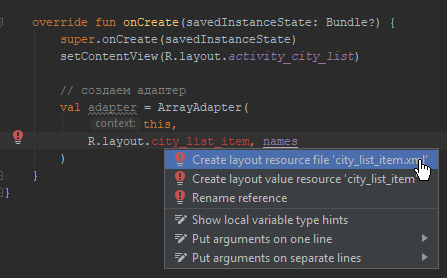 override fun onCreate(savedInstanceState: Bundle?) {
super.onCreate(savedInstanceState)
setContentView(R.layout.activity_city_list)
// создаем адаптер
val adapter = ArrayAdapter(
context: this,
R.layout.city_list_item, names
)
}
}
Create layout resource file 'city_list_item.xml'
Create layout value resource 'city_list_item'
Rename reference
Show local variable type hints
Put arguments on one line
Put arguments on separate lines